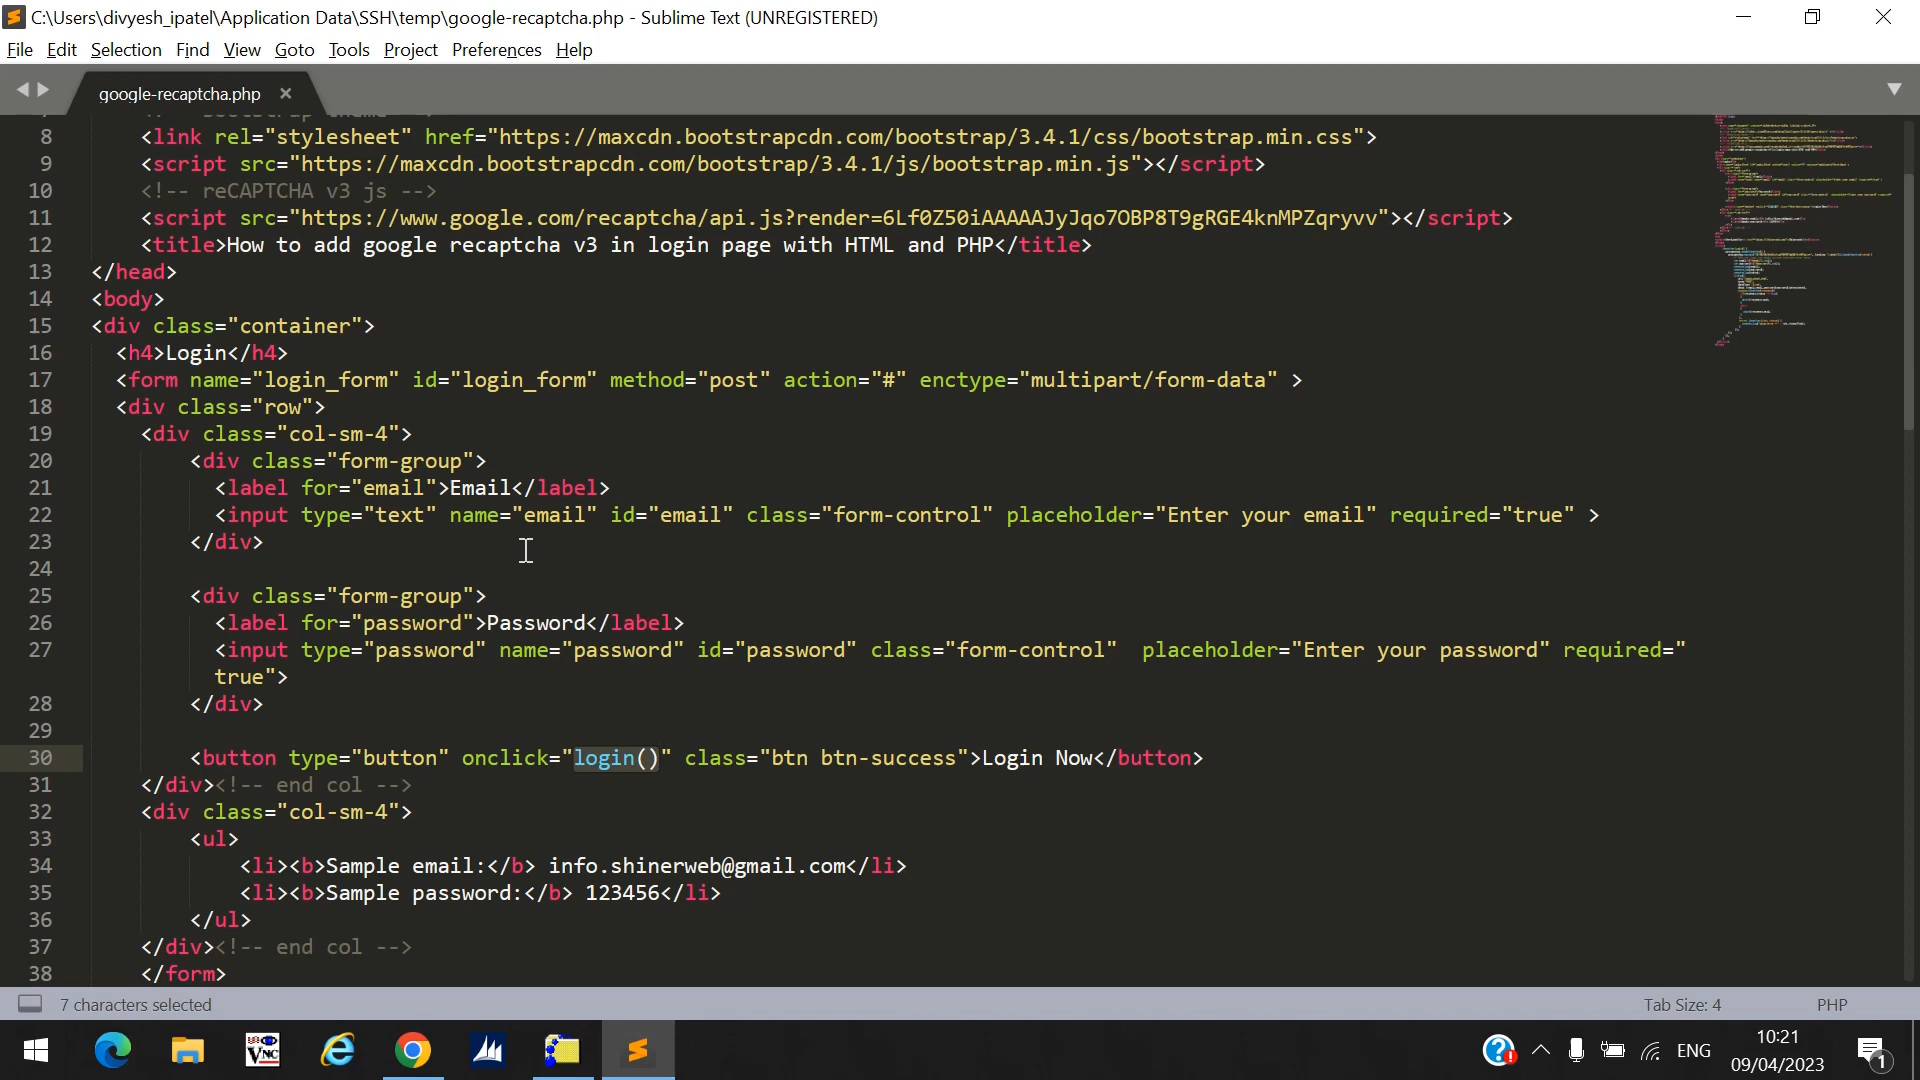 C:\Users\divyesh_ipatel\Application Data\SSH\temp\google-recaptcha.php - Sublime Text (UNREGISTERED)
File Edit Selection Find View Goto Tools Project Preferences Help
google-recaptcha.php
8 <link rel="stylesheet" href="https://maxcdn.bootstrapcdn.com/bootstrap/3.4.1/css/bootstrap.min.css">
9 <script src="https://maxcdn.bootstrapcdn.com/bootstrap/3.4.1/js/bootstrap.min.js"></script>
10 <!-- reCAPTCHA v3 js -->
11 <script src="https://www.google.com/recaptcha/api.js?render=6Lf0Z50iAAAAAJyJqo7OBP8T9gRGE4knMPZqryvv"></script>
12 <title>How to add google recaptcha v3 in login page with HTML and PHP</title>
13 </head>
14 <body>
15 <div class="container">
16 <h4>Login</h4>
17 <form name="login_form" id="login_form" method="post" action="#" enctype="multipart/form-data" >
18 <div class="row">
19 <div class="col-sm-4">
20 <div class="form-group">
21 <label for="email">Email</label>
22 <input type="text" name="email" id="email" class="form-control" placeholder="Enter your email" required="true" >
23 </div>
24
25 <div class="form-group">
26 <label for="password">Password</label>
27 <input type="password" name="password" id="password" class="form-control"  placeholder="Enter your password" required="
true">
28 </div>
29
30 <button type="button" onclick="login()" class="btn btn-success">Login Now</button>
31 </div><!-- end col -->
32 <div class="col-sm-4">
33 <ul>
34 <li><b>Sample email:</b> info.shinerweb@gmail.com</li>
35 <li><b>Sample password:</b> 123456</li>
36 </ul>
37 </div><!-- end col -->
38 </form>
7 characters selected Tab Size: 4 PHP
ENG 10:21
09/04/2023
1